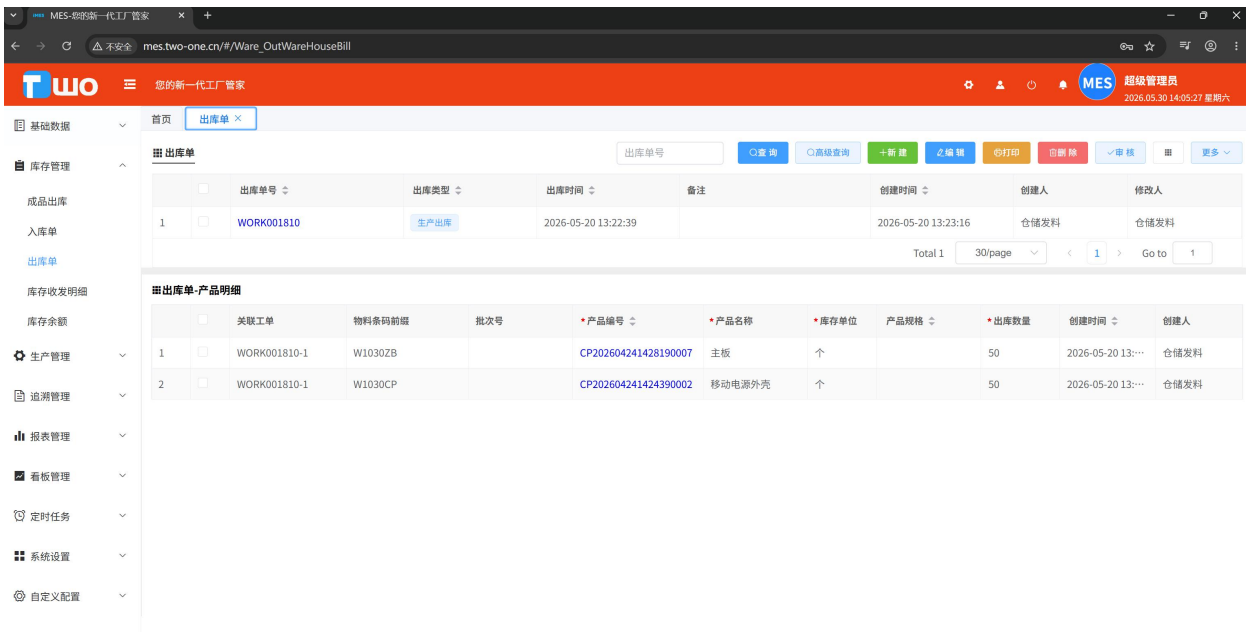 MES-您的新一代工厂管家
不安全 mes.two-one.cn/#/Ware_OutWareHouseBill
TWO 您的新一代工厂管家 MES 超级管理员
2026.05.30 14:05:27 星期六
基础数据
库存管理
成品出库
入库单
出库单
库存收发明细
库存余额
生产管理
追溯管理
报表管理
看板管理
定时任务
系统设置
自定义配置
首页 出库单
出库单 出库单号 查 询 高级查询 新 建 编 辑 打印 删 除 审 核 更多
出库单号 出库类型 出库时间 备注 创建时间 创建人 修改人
1 WORK001810 生产出库 2026-05-20 13:22:39 2026-05-20 13:23:16 仓储发料 仓储发料
Total 1 30/page 1 Go to 1
出库单-产品明细
关联工单 物料条码前缀 批次号 *产品编号 *产品名称 *库存单位 产品规格 *出库数量 创建时间 创建人
1 WORK001810-1 W1030ZB CP202604241428190007 主板 个 50 2026-05-20 13:··· 仓储发料
2 WORK001810-1 W1030CP CP202604241424390002 移动电源外壳 个 50 2026-05-20 13:··· 仓储发料